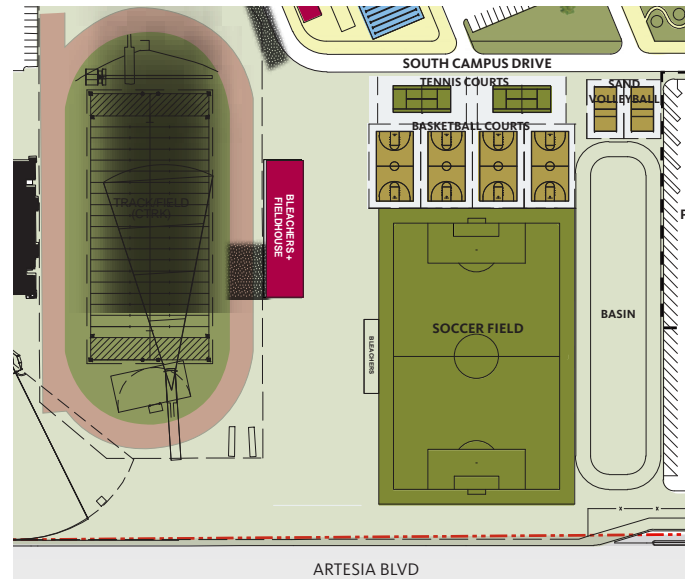 SOUTH CAMPUS DRIVE
TENNIS COURTS
SAND
VOLLEYBALL
BASKETBALL COURTS
TRACK/FIELD
(CTRK)
BLEACHERS +
FIELDHOUSE
BASIN
SOCCER FIELD
BLEACHERS
x
x
ARTESIA BLVD